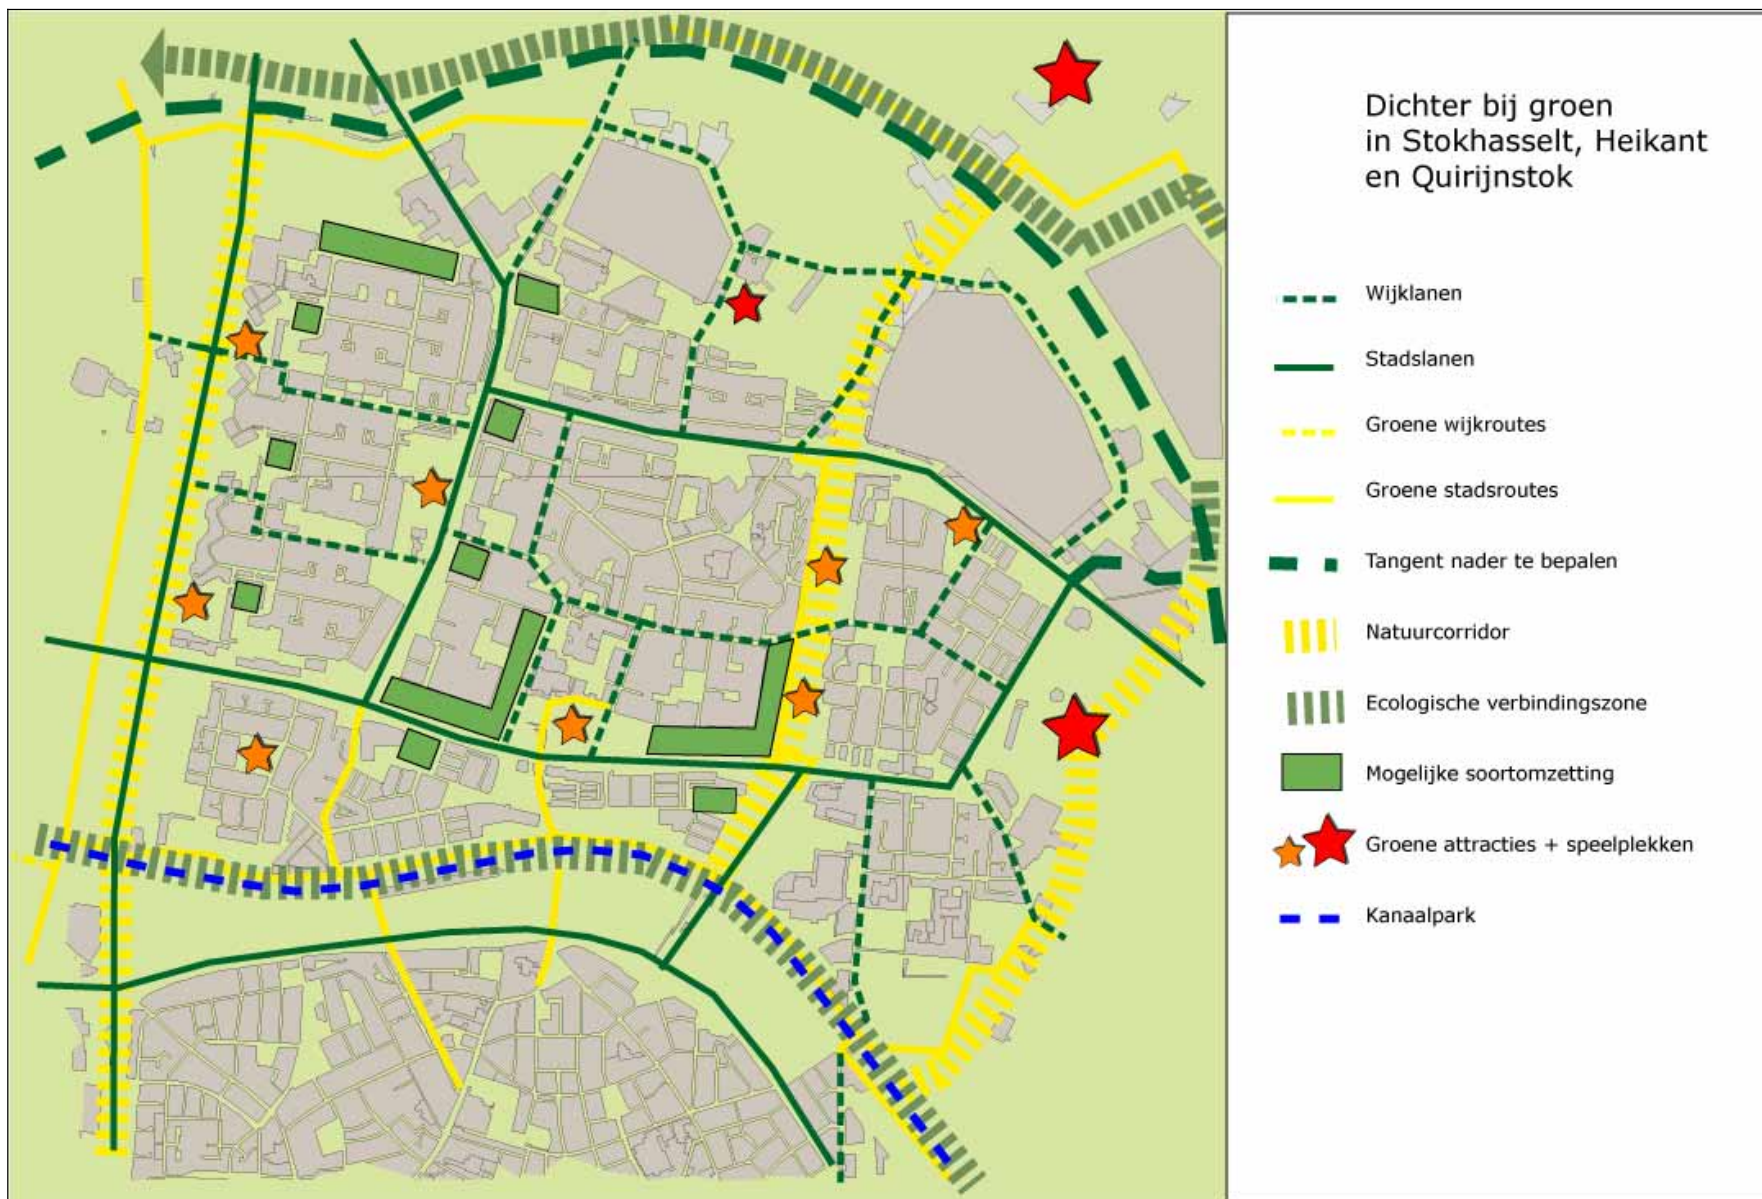 Dichter bij groen
in Stokhasselt, Heikant
en Quirijnstok
Wijklanen
Stadslanen
Groene wijkroutes
Groene stadsroutes
Tangent nader te bepalen
Natuurcorridor
Ecologische verbindingszone
Mogelijke soortomzetting
Groene attracties + speelplekken
Kanaalpark